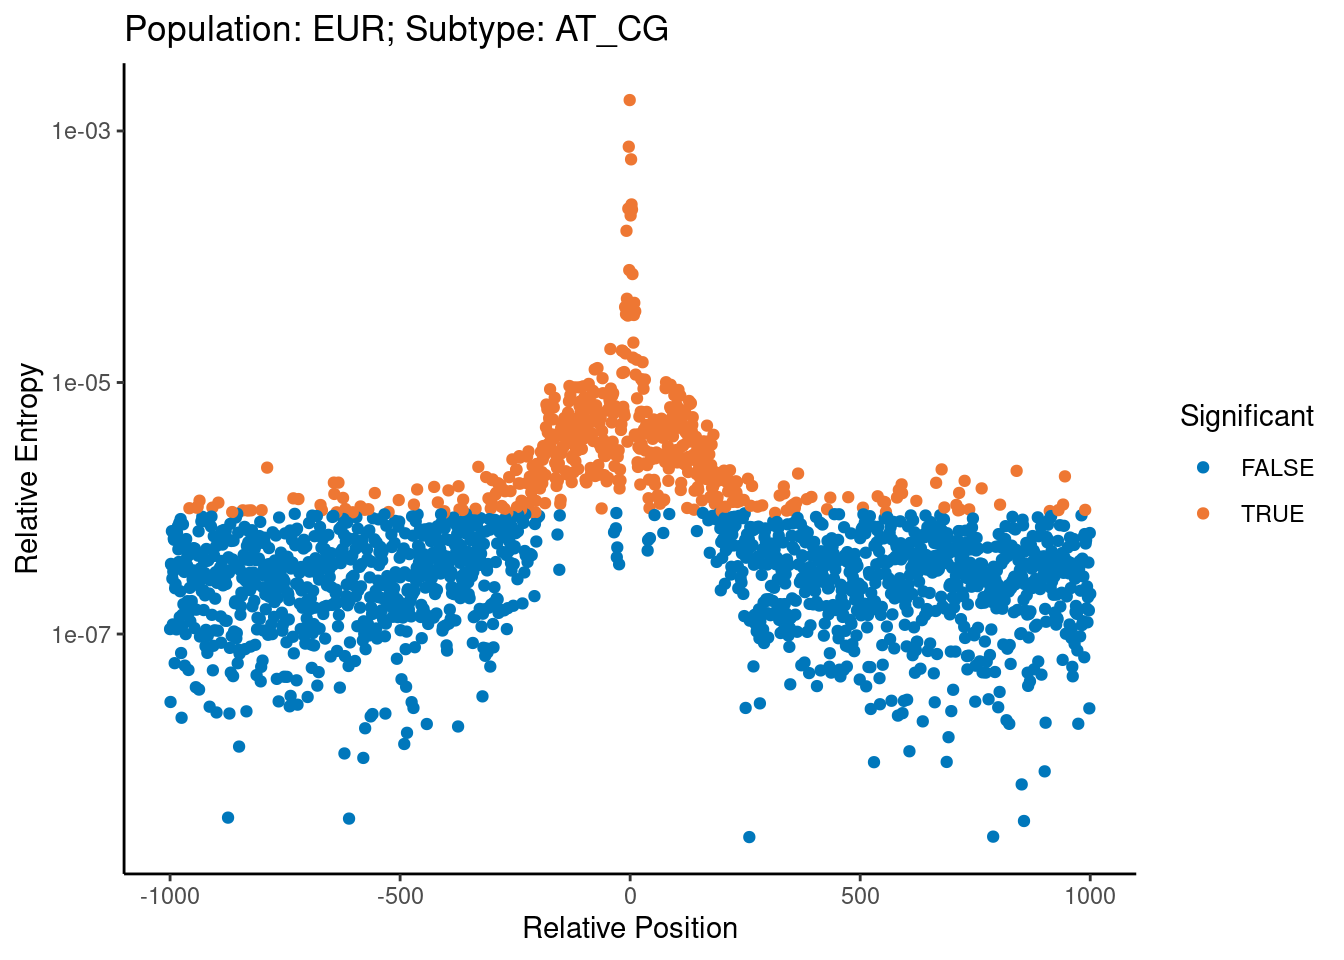 Population: EUR; Subtype: AT_CG
Relative Entropy
1e-03
1e-05
1e-07
-1000
-500
0
500
1000
Relative Position
Significant
FALSE
TRUE